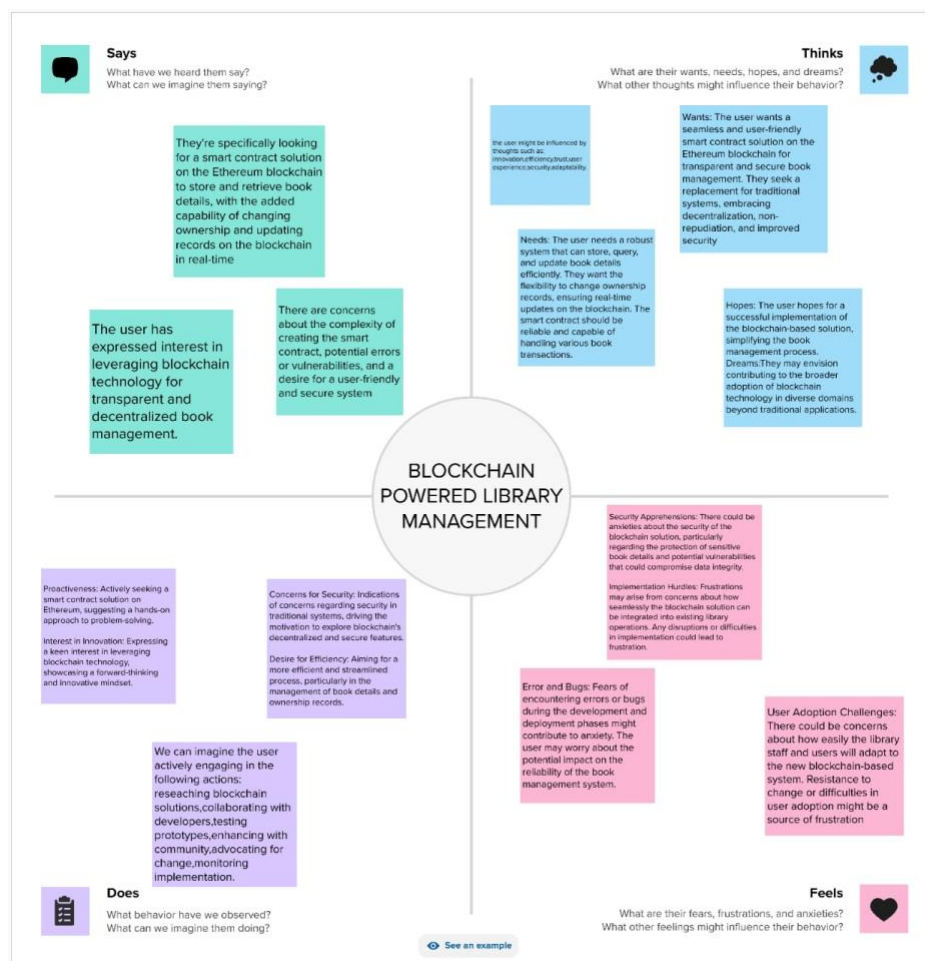 Says
What have we heard them say?
What can we imagine them saying?
They're specifically looking
for a smart contract solution
on the Ethereum blockchain
to store and retrieve book
details, with the added
capability of changing
ownership and updating
records on the blockchain
in real-time
The user has
expressed interest in
leveraging blockchain
technology for
transparent and
decentralized book
management.
There are concerns
about the complexity of
creating the smart
contract, potential errors
or vulnerabilities, and a
desire for a user-friendly
and secure system
Thinks
What are their wants, needs, hopes, and dreams?
What other thoughts might influence their behavior?
the user might be influenced by
thoughts such as:
innovation,efficiency,trust,user
experience,security,adaptability
Wants: The user wants a
seamless and user-friendly
smart contract solution on the
Ethereum blockchain for
transparent and secure book
management. They seek a
replacement for traditional
systems, embracing
decentralization, non-
repudiation, and improved
security
Needs: The user needs a robust
system that can store, query,
and update book details
efficiently. They want the
flexibility to change ownership
records, ensuring real-time
updates on the blockchain. The
smart contract should be
reliable and capable of
handling various book
transactions.
Hopes: The user hopes for a
successful implementation of
the blockchain-based solution,
simplifying the book
management process.
Dreams:They may envision
contributing to the broader
adoption of blockchain
technology in diverse domains
beyond traditional applications.
BLOCKCHAIN
POWERED LIBRARY
MANAGEMENT
Proactiveness: Actively seeking a
smart contract solution on
Ethereum, suggesting a hands-on
approach to problem-solving.
Interest in Innovation: Expressing
a keen interest in leveraging
blockchain technology,
showcasing a forward-thinking
and innovative mindset.
Concerns for Security: Indications
of concerns regarding security in
traditional systems, driving the
motivation to explore blockchain's
decentralized and secure features.
Desire for Efficiency: Aiming for a
more efficient and streamlined
process, particularly in the
management of book details and
ownership records.
We can imagine the user
actively engaging in the
following actions:
reseaching blockchain
solutions,collaborating with
developers,testing
prototypes,enhancing with
community,advocating for
change,monitoring
implementation.
Does
What behavior have we observed?
What can we imagine them doing?
Security Apprehensions: There could be
anxieties about the security of the
blockchain solution, particularly
regarding the protection of sensitive
book details and potential vulnerabilities
that could compromise data integrity.
Implementation Hurdles: Frustrations
may arise from concerns about how
seamlessly the blockchain solution can
be integrated into existing library
operations. Any disruptions or difficulties
in implementation could lead to
frustration.
Error and Bugs: Fears of
encountering errors or bugs
during the development and
deployment phases might
contribute to anxiety. The
user may worry about the
potential impact on the
reliability of the book
management system.
User Adoption Challenges:
There could be concerns
about how easily the library
staff and users will adapt to
the new blockchain-based
system. Resistance to
change or difficulties in
user adoption might be a
source of frustration
Feels
What are their fears, frustrations, and anxieties?
What other feelings might influence their behavior?
See an example